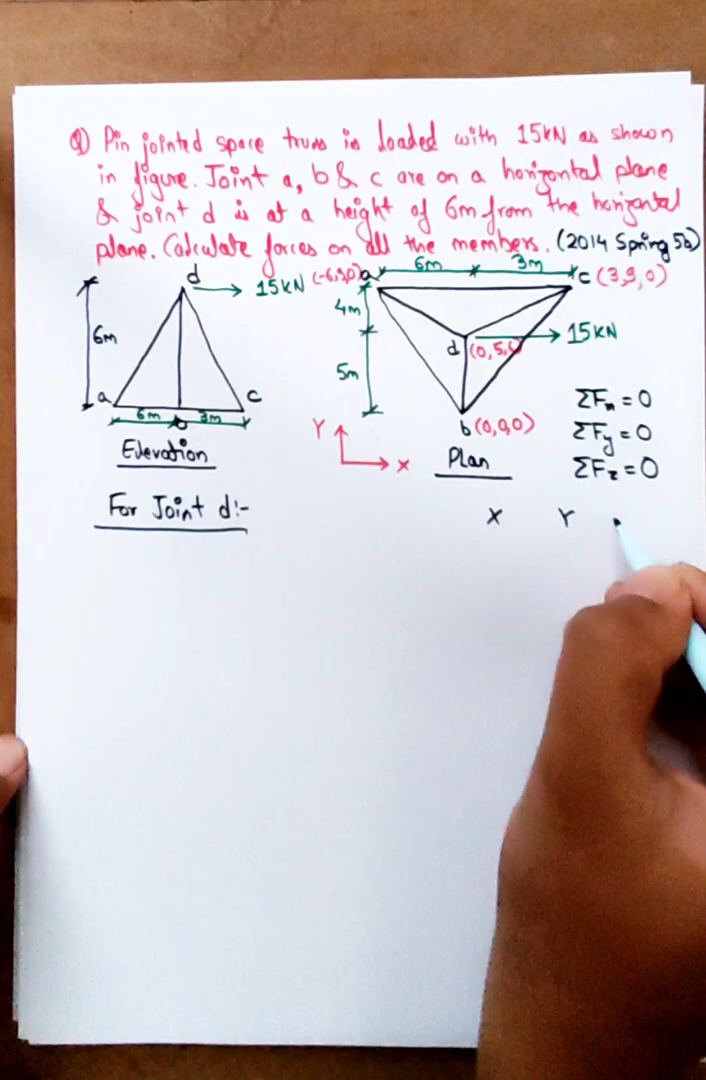 Q) Pin jointed space truss is loaded with 15kN as shown
in figure. Joint a, b & c are on a horizontal plane
& joint d is at a height of 6m from the horizontal
plane. Calculate forces on all the members. (2014 Spring 5b)
d → 15KN
6m
a c
6m b 3m
Elevation
6m 3m
(-6,9,0) a c (3,9,0)
4m
d (0,5,6) → 15KN
5m
b (0,0,0)
Y
X
Plan
ΣFx = 0
ΣFy = 0
ΣFz = 0
For Joint d:-
X Y